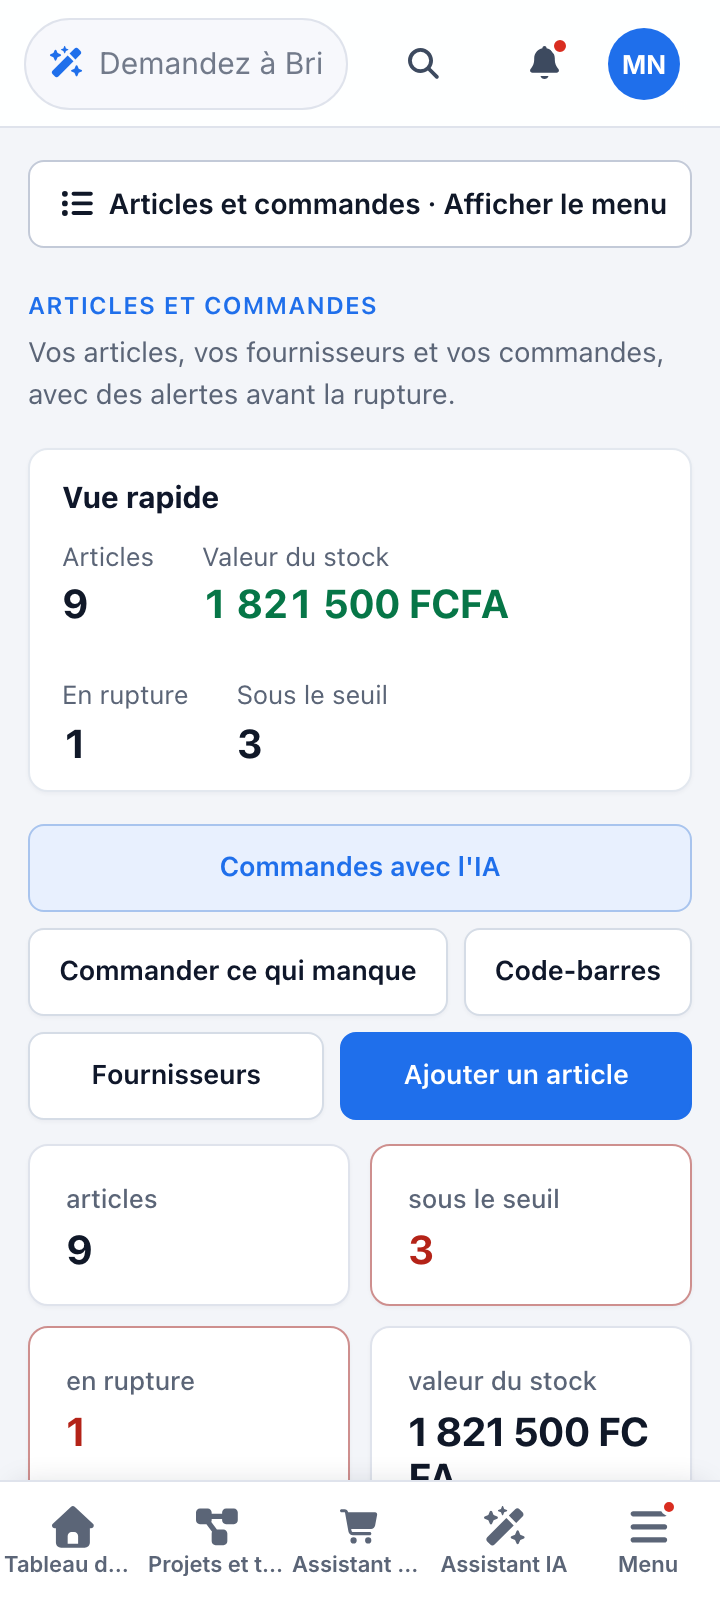 Demandez à Bri
MN
Articles et commandes · Afficher le menu
ARTICLES ET COMMANDES
Vos articles, vos fournisseurs et vos commandes,
avec des alertes avant la rupture.
Vue rapide
Articles Valeur du stock
9 1 821 500 FCFA
En rupture Sous le seuil
1 3
Commandes avec l'IA
Commander ce qui manque Code-barres
Fournisseurs Ajouter un article
articles sous le seuil
9 3
en rupture valeur du stock
1 1 821 500 FC
FA
Tableau d... Projets et t... Assistant ... Assistant IA Menu